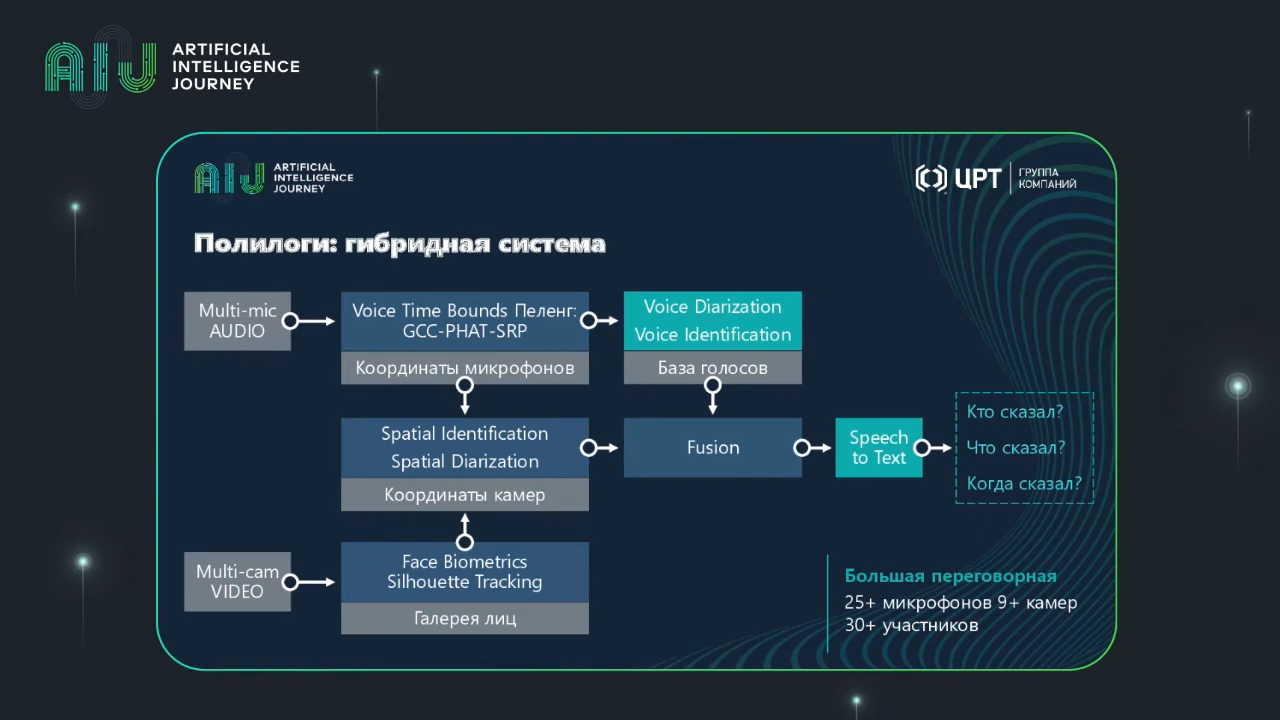 ARTIFICIAL
INTELLIGENCE
JOURNEY
ARTIFICIAL
INTELLIGENCE
JOURNEY
ЦРТ
ГРУППА
КОМПАНИЙ
Полилоги: гибридная система
Multi-mic
AUDIO
Voice Time Bounds Пеленг:
GCC-PHAT-SRP
Координаты микрофонов
Voice Diarization
Voice Identification
База голосов
Spatial Identification
Spatial Diarization
Координаты камер
Fusion
Speech
to Text
Кто сказал?
Что сказал?
Когда сказал?
Multi-cam
VIDEO
Face Biometrics
Silhouette Tracking
Галерея лиц
Большая переговорная
25+ микрофонов 9+ камер
30+ участников